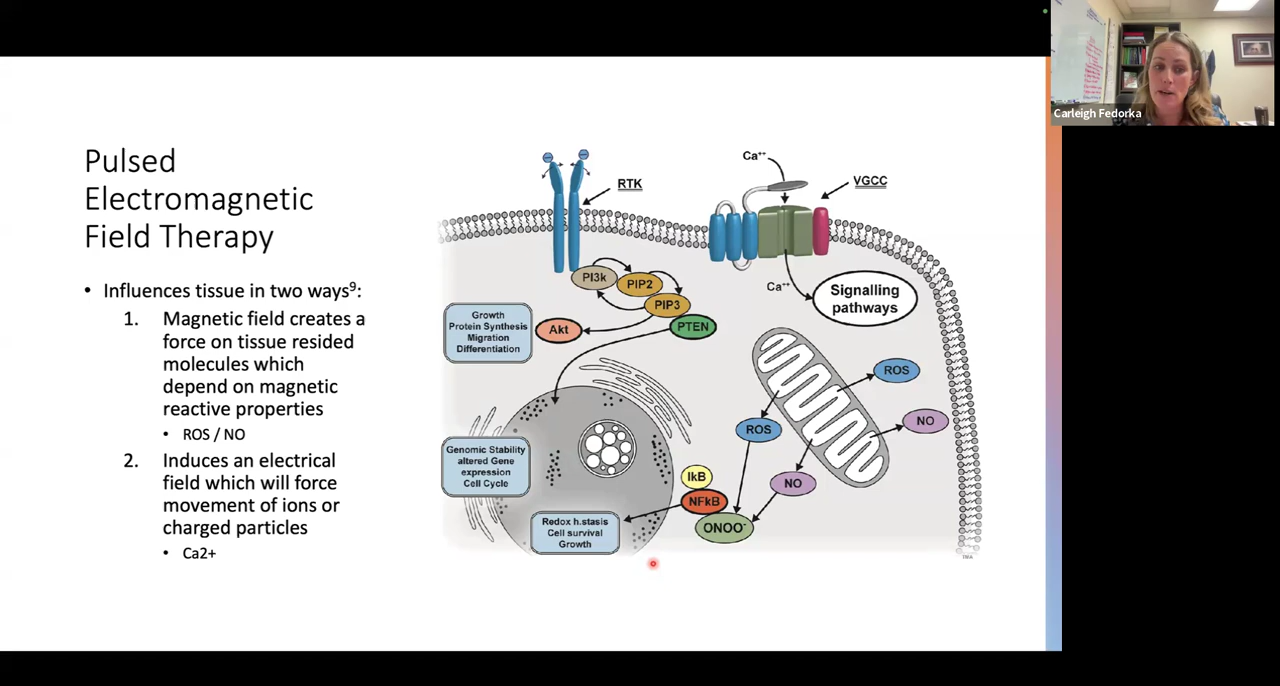 Carleigh Fedorka
Pulsed
Electromagnetic
Field Therapy
• Influences tissue in two ways⁹:
1. Magnetic field creates a
force on tissue resided
molecules which
depend on magnetic
reactive properties
• ROS / NO
2. Induces an electrical
field which will force
movement of ions or
charged particles
• Ca2+
RTK
Ca⁺⁺
VGCC
PI3k
PIP2
PIP3
PTEN
Akt
Growth
Protein Synthesis
Migration
Differentiation
Ca⁺⁺
Signalling
pathways
ROS
NO
ROS
NO
Genomic Stability
altered Gene
expression
Cell Cycle
IkB
NFkB
ONOO⁻
Redox h.stasis
Cell survival
Growth